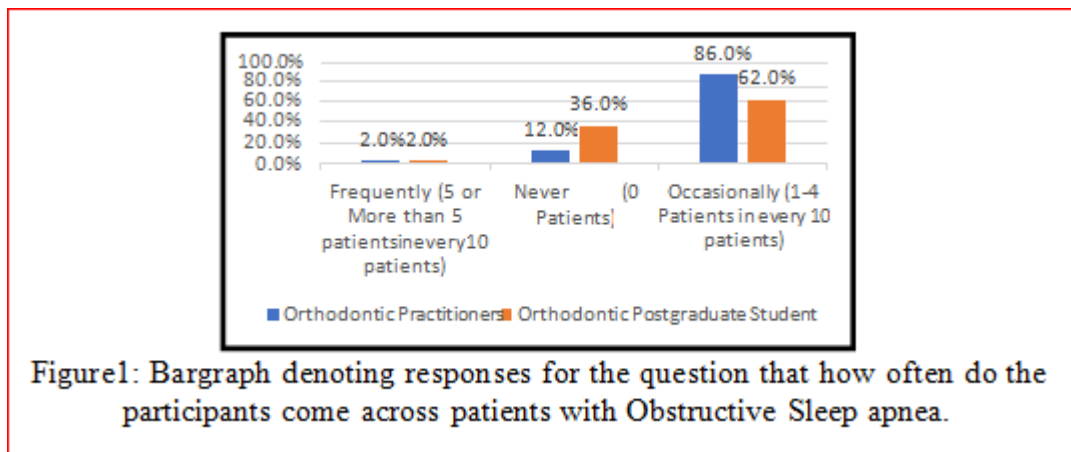 86.0%
100.0%
80.0%
62.0%
60.0%
36.0%
40.0%
20.0%
2.0%2.0%
12.0%
0.0%
Frequently (5 or Never (0 Occasionally (1-4
More than 5 Patients) Patients in every 10
patientsinevery10 patients)
patients)
Orthodontic Practitioners Orthodontic Postgraduate Student
Figure1: Bargraph denoting responses for the question that how often do the
participants come across patients with Obstructive Sleep apnea.